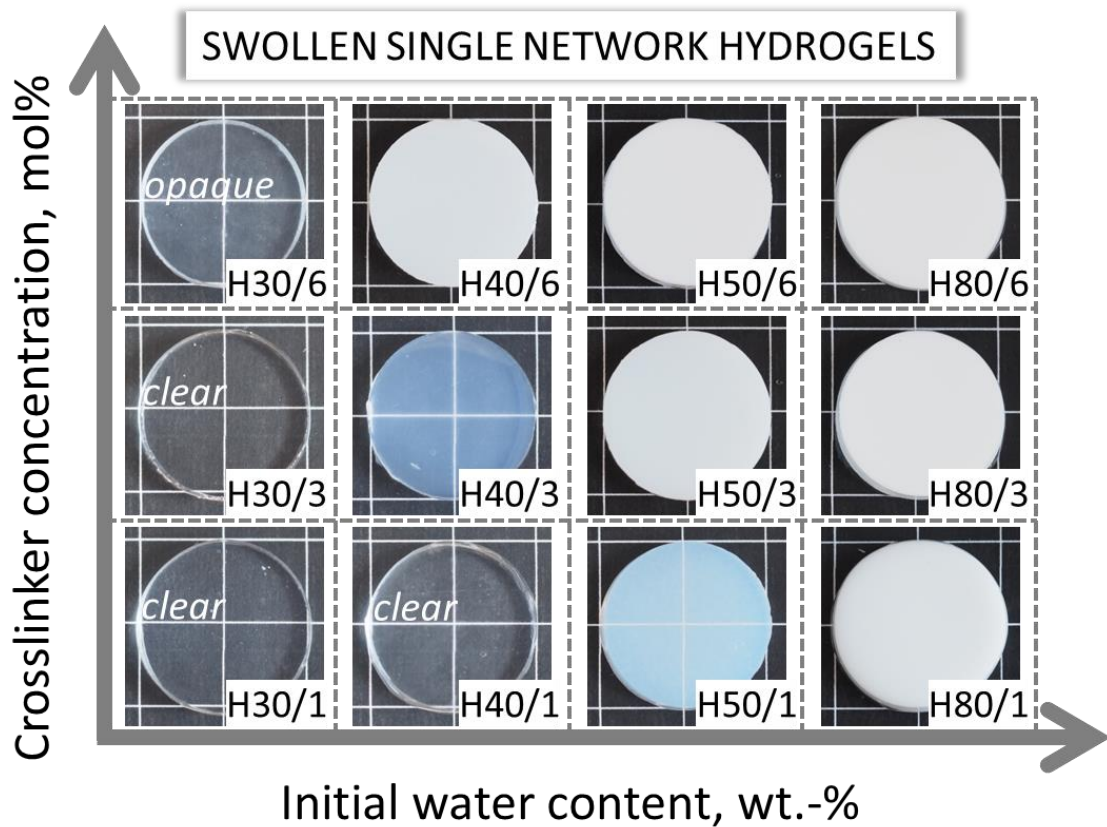 SWOLLEN SINGLE NETWORK HYDROGELS
Crosslinker concentration, mol%
opaque
H30/6
H40/6
H50/6
H80/6
clear
H30/3
H40/3
H50/3
H80/3
clear
H30/1
clear
H40/1
H50/1
H80/1
Initial water content, wt.-%